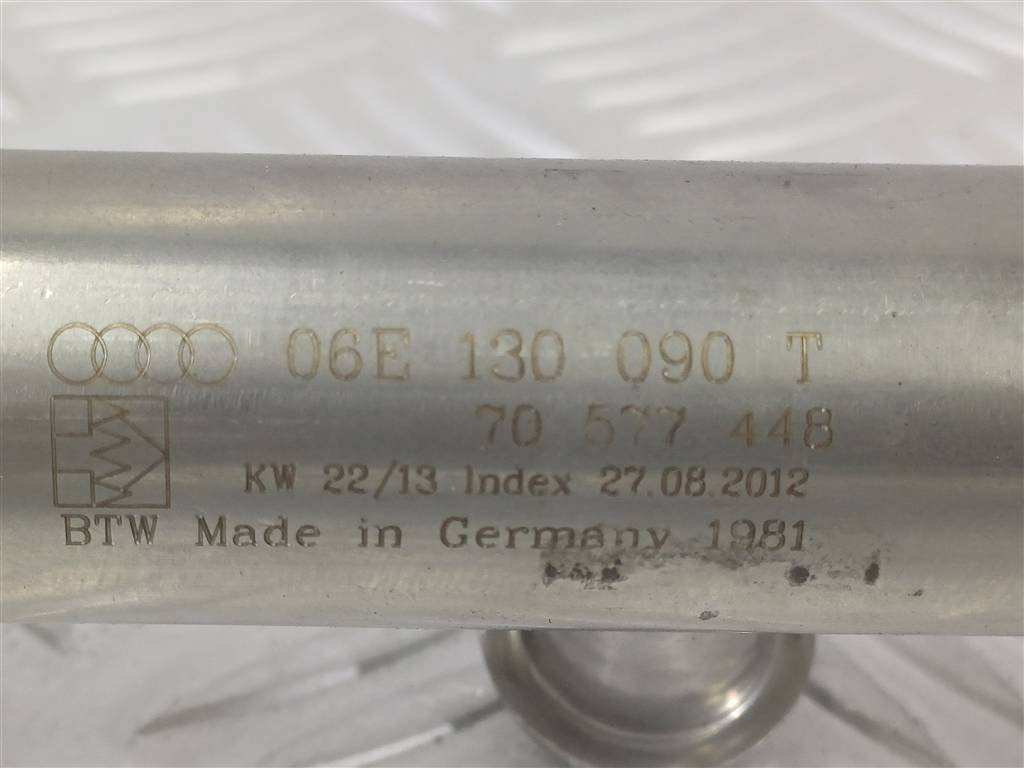 06E 130 090 T
70 577 448
KW 22/13 Index 27.08.2012
BTW Made in Germany 1981